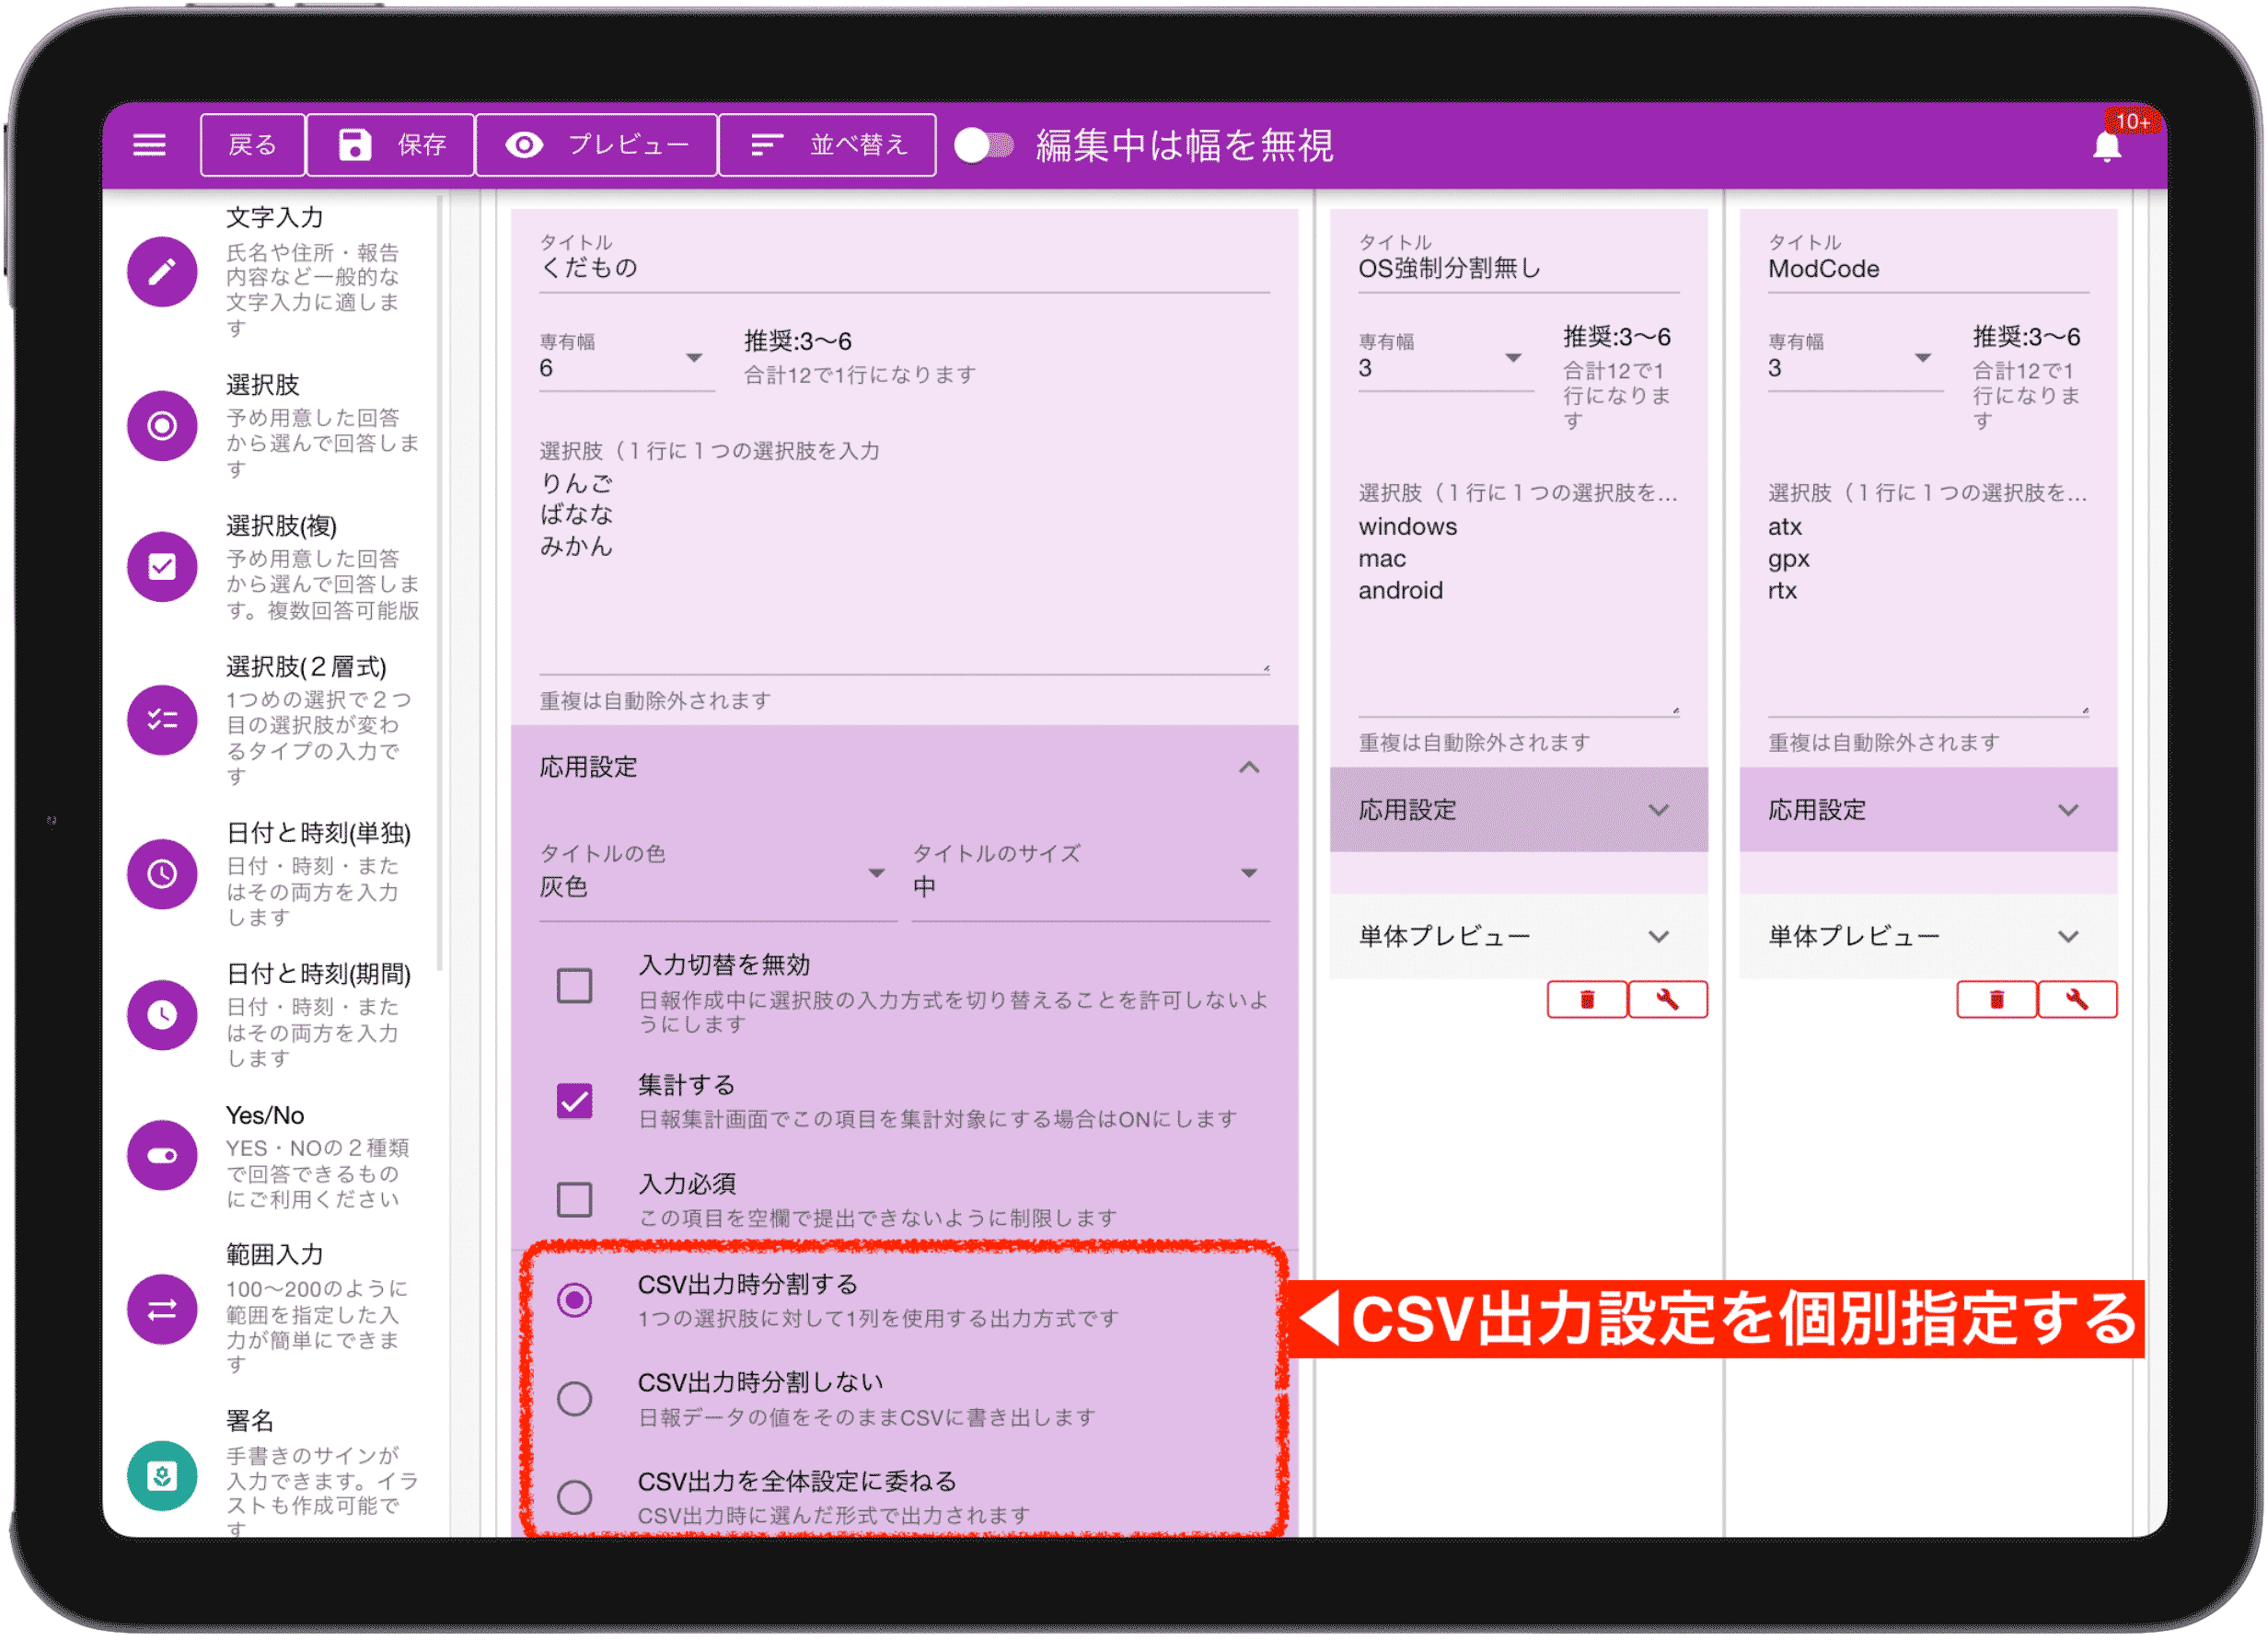 戻る
保存
プレビュー
並べ替え
編集中は幅を無視
10+
文字入力
氏名や住所・報告
内容など一般的な
文字入力に適しま
す
選択肢
予め用意した回答
から選んで回答しま
す
選択肢(複)
予め用意した回答
から選んで回答しま
す。複数回答可能版
選択肢(２層式)
1つめの選択で２つ
目の選択肢が変わ
るタイプの入力で
す
日付と時刻(単独)
日付・時刻・また
はその両方を入力
します
日付と時刻(期間)
日付・時刻・また
はその両方を入力
します
Yes/No
YES・NOの２種類
で回答できるもの
にご利用ください
範囲入力
100〜200のように
範囲を指定した入
力が簡単にできま
す
署名
手書きのサインが
入力できます。イラ
ストも作成可能で
す
タイトル
くだもの
専有幅
6
推奨:3〜6
合計12で1行になります
選択肢（１行に１つの選択肢を入力
りんご
ばなな
みかん
重複は自動除外されます
応用設定
タイトルの色
灰色
タイトルのサイズ
中
入力切替を無効
日報作成中に選択肢の入力方式を切り替えることを許可しないよ
うにします
集計する
日報集計画面でこの項目を集計対象にする場合はONにします
入力必須
この項目を空欄で提出できないように制限します
CSV出力時分割する
1つの選択肢に対して1列を使用する出力方式です
CSV出力時分割しない
日報データの値をそのままCSVに書き出します
CSV出力を全体設定に委ねる
CSV出力時に選んだ形式で出力されます
タイトル
OS強制分割無し
専有幅
3
推奨:3〜6
合計12で1
行になりま
す
選択肢（１行に１つの選択肢を...
windows
mac
android
重複は自動除外されます
応用設定
単体プレビュー
タイトル
ModCode
専有幅
3
推奨:3〜6
合計12で1
行になりま
す
選択肢（１行に１つの選択肢を...
atx
gpx
rtx
重複は自動除外されます
応用設定
単体プレビュー
◀CSV出力設定を個別指定する